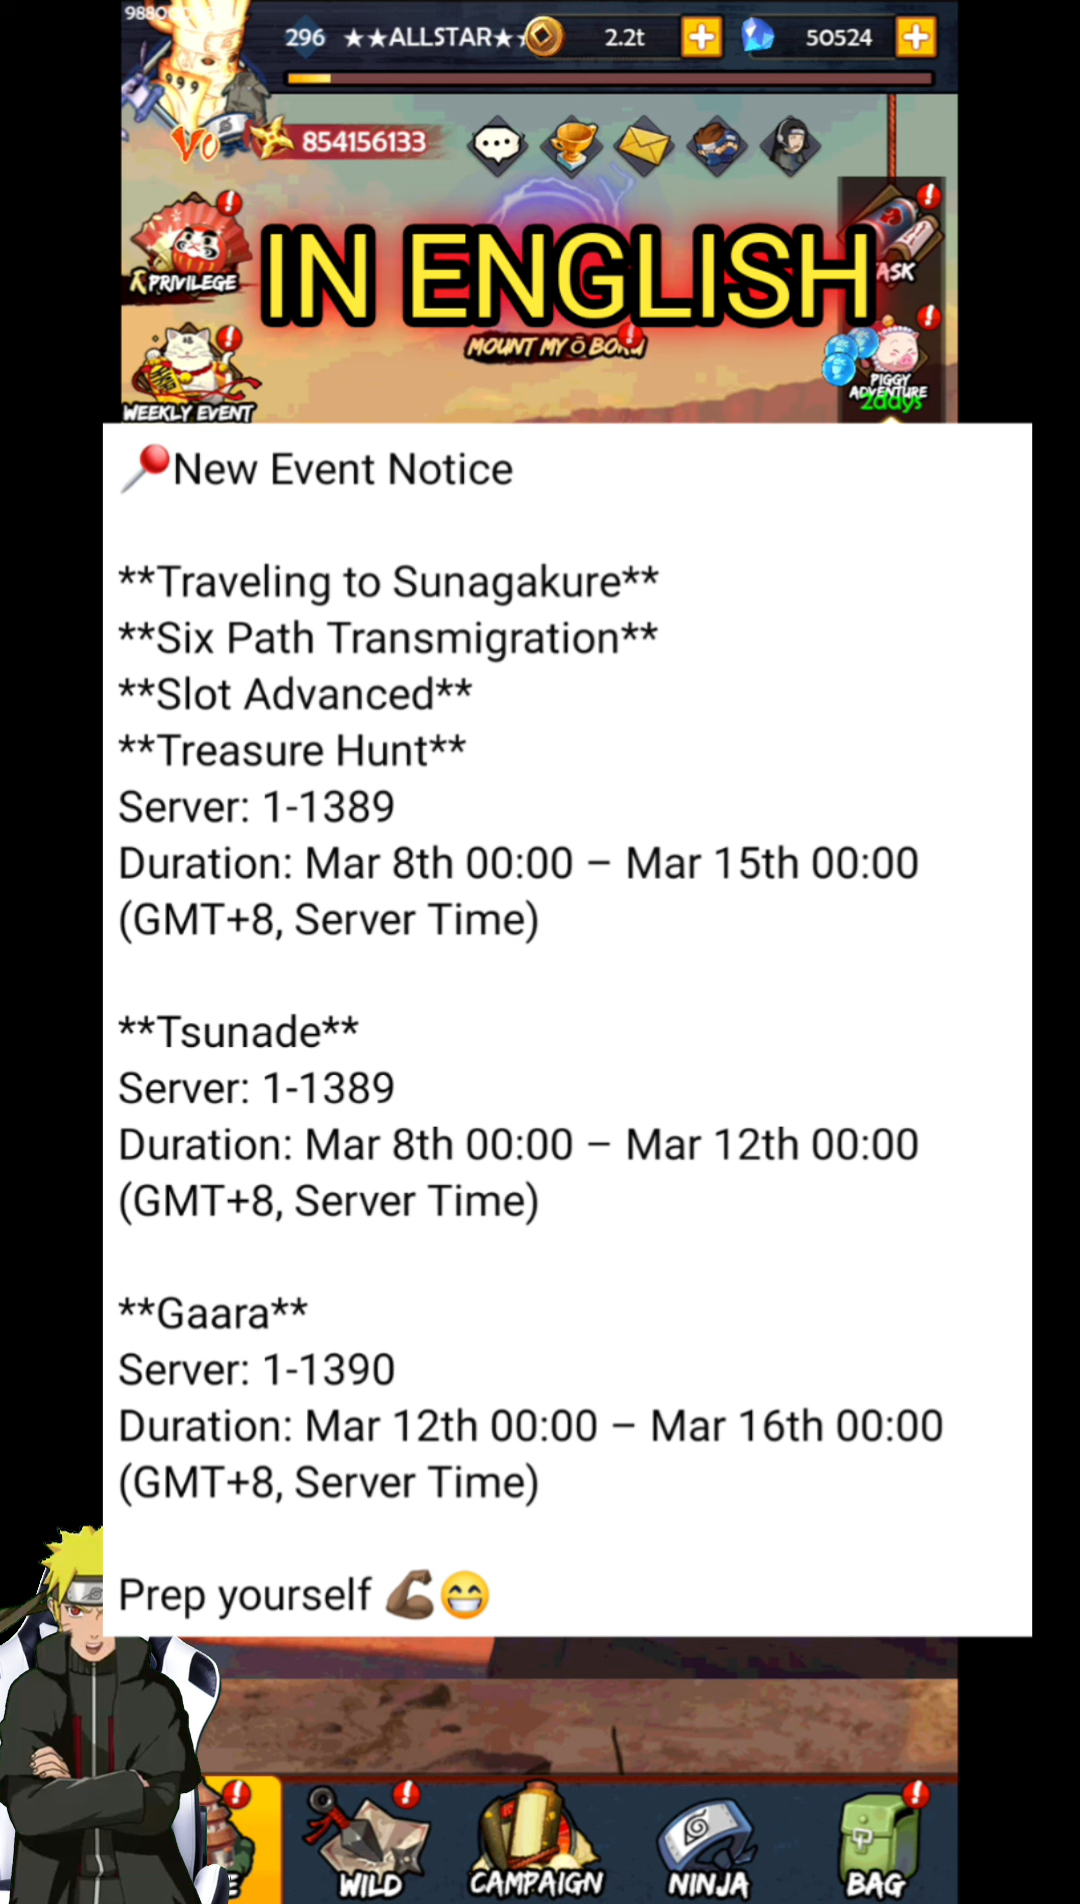 296 ★★ALLSTAR★
2.2t
50524
854156133
PRIVILEGE
IN ENGLISH
TASK
MOUNT MY
WEEKLY EVENT
PIGGY
ADVENTURE
2days
📍New Event Notice
**Traveling to Sunagakure**
**Six Path Transmigration**
**Slot Advanced**
**Treasure Hunt**
Server: 1-1389
Duration: Mar 8th 00:00 – Mar 15th 00:00
(GMT+8, Server Time)
**Tsunade**
Server: 1-1389
Duration: Mar 8th 00:00 – Mar 12th 00:00
(GMT+8, Server Time)
**Gaara**
Server: 1-1390
Duration: Mar 12th 00:00 – Mar 16th 00:00
(GMT+8, Server Time)
Prep yourself 💪🏾😁
WILD
CAMPAIGN
NINJA
BAG